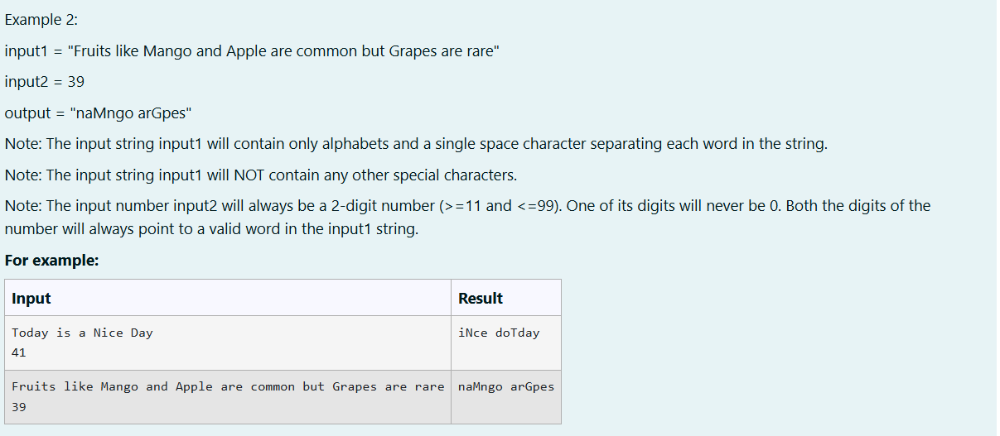 Example 2:
input1 = "Fruits like Mango and Apple are common but Grapes are rare"
input2 = 39
output = "naMngo arGpes"
Note: The input string input1 will contain only alphabets and a single space character separating each word in the string.
Note: The input string input1 will NOT contain any other special characters.
Note: The input number input2 will always be a 2-digit number (>=11 and <=99). One of its digits will never be 0. Both the digits of the
number will always point to a valid word in the input1 string.
For example:
Input Result
Today is a Nice Day iNce doTday
41
Fruits like Mango and Apple are common but Grapes are rare naMngo arGpes
39